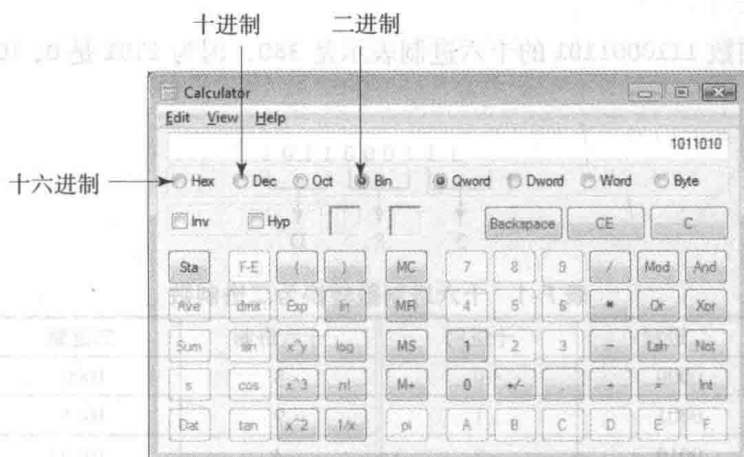 十进制 二进制
Calculator
Edit View Help
1011010
十六进制 Hex Dec Oct Bin Qword Dword Word Byte
Inv Hyp Backspace CE C
Sta F-E ( ) MC 7 8 9 / Mod And
Ave dms Exp ln MR 4 5 6 * Or Xor
Sum sin x^y log MS 1 2 3 - Lsh Not
s cos x^3 n! M+ 0 +/- . + = Int
Dat tan x^2 1/x pi A B C D E F